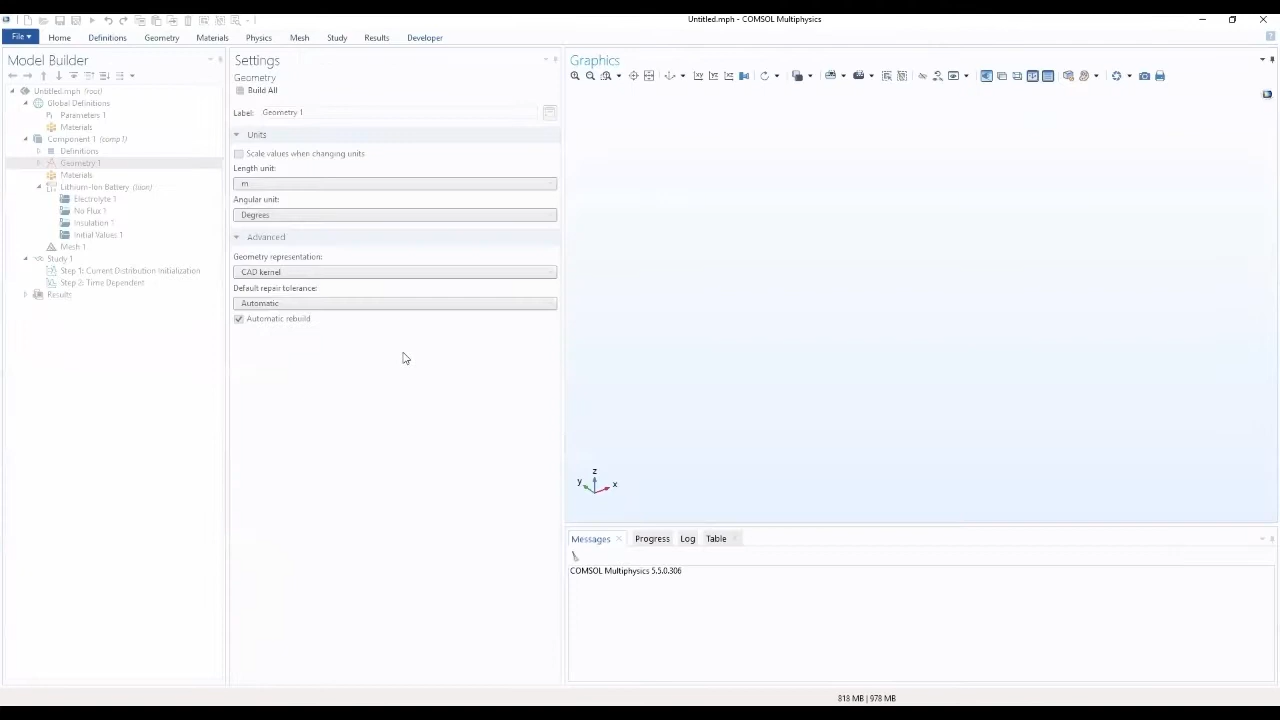 Untitled.mph - COMSOL Multiphysics
File
Home
Definitions
Geometry
Materials
Physics
Mesh
Study
Results
Developer
Model Builder
Untitled.mph (root)
Global Definitions
Parameters 1
Materials
Component 1 (comp1)
Definitions
Geometry 1
Materials
Lithium-Ion Battery (liion)
Electrolyte 1
No Flux 1
Insulation 1
Initial Values 1
Mesh 1
Study 1
Step 1: Current Distribution Initialization
Step 2: Time Dependent
Results
Settings
Geometry
Build All
Label: Geometry 1
Units
Scale values when changing units
Length unit:
m
Angular unit:
Degrees
Advanced
Geometry representation:
CAD kernel
Default repair tolerance:
Automatic
Automatic rebuild
Graphics
z
y
x
Messages
Progress
Log
Table
COMSOL Multiphysics 5.5.0.306
818 MB | 978 MB